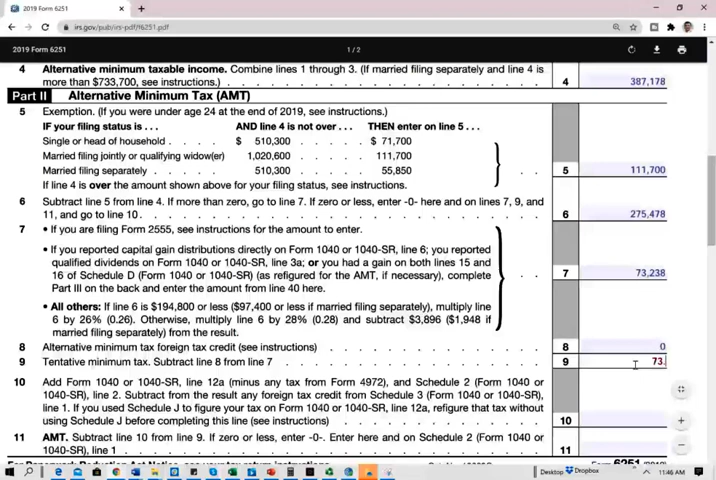 2019 Form 6251
irs.gov/pub/irs-pdf/f6251.pdf
2019 Form 6251
1 / 2
4 Alternative minimum taxable income. Combine lines 1 through 3. (If married filing separately and line 4 is
more than $733,700, see instructions.) . . . . . . . . . . . . . . . . . . . . . . 4 387,178
Part II Alternative Minimum Tax (AMT)
5 Exemption. (If you were under age 24 at the end of 2019, see instructions.)
IF your filing status is . . . AND line 4 is not over . . . THEN enter on line 5 . . .
Single or head of household . . . . $ 510,300 . . . . . $ 71,700
Married filing jointly or qualifying widow(er) 1,020,600 . . . . . 111,700
Married filing separately . . . . . 510,300 . . . . . 55,850
5 111,700
If line 4 is over the amount shown above for your filing status, see instructions.
6 Subtract line 5 from line 4. If more than zero, go to line 7. If zero or less, enter -0- here and on lines 7, 9, and
11, and go to line 10 . . . . . . . . . . . . . . . . . . . . . . . . . . . . 6 275,478
7 • If you are filing Form 2555, see instructions for the amount to enter.
• If you reported capital gain distributions directly on Form 1040 or 1040-SR, line 6; you reported
qualified dividends on Form 1040 or 1040-SR, line 3a; or you had a gain on both lines 15 and
16 of Schedule D (Form 1040 or 1040-SR) (as refigured for the AMT, if necessary), complete
Part III on the back and enter the amount from line 40 here.
. . 7 73,238
• All others: If line 6 is $194,800 or less ($97,400 or less if married filing separately), multiply line
6 by 26% (0.26). Otherwise, multiply line 6 by 28% (0.28) and subtract $3,896 ($1,948 if
married filing separately) from the result.
8 Alternative minimum tax foreign tax credit (see instructions) . . . . . . . . . . . . . . . 8 0
9 Tentative minimum tax. Subtract line 8 from line 7 . . . . . . . . . . . . . . . . . . 9 73.
10 Add Form 1040 or 1040-SR, line 12a (minus any tax from Form 4972), and Schedule 2 (Form 1040 or
1040-SR), line 2. Subtract from the result any foreign tax credit from Schedule 3 (Form 1040 or 1040-SR),
line 1. If you used Schedule J to figure your tax on Form 1040 or 1040-SR, line 12a, refigure that tax without
using Schedule J before completing this line (see instructions) . . . . . . . . . . . . . . 10
11 AMT. Subtract line 10 from line 9. If zero or less, enter -0-. Enter here and on Schedule 2 (Form 1040 or
1040-SR), line 1 . . . . . . . . . . . . . . . . . . . . . . . . . . . . . . 11
Desktop Dropbox 11:46 AM